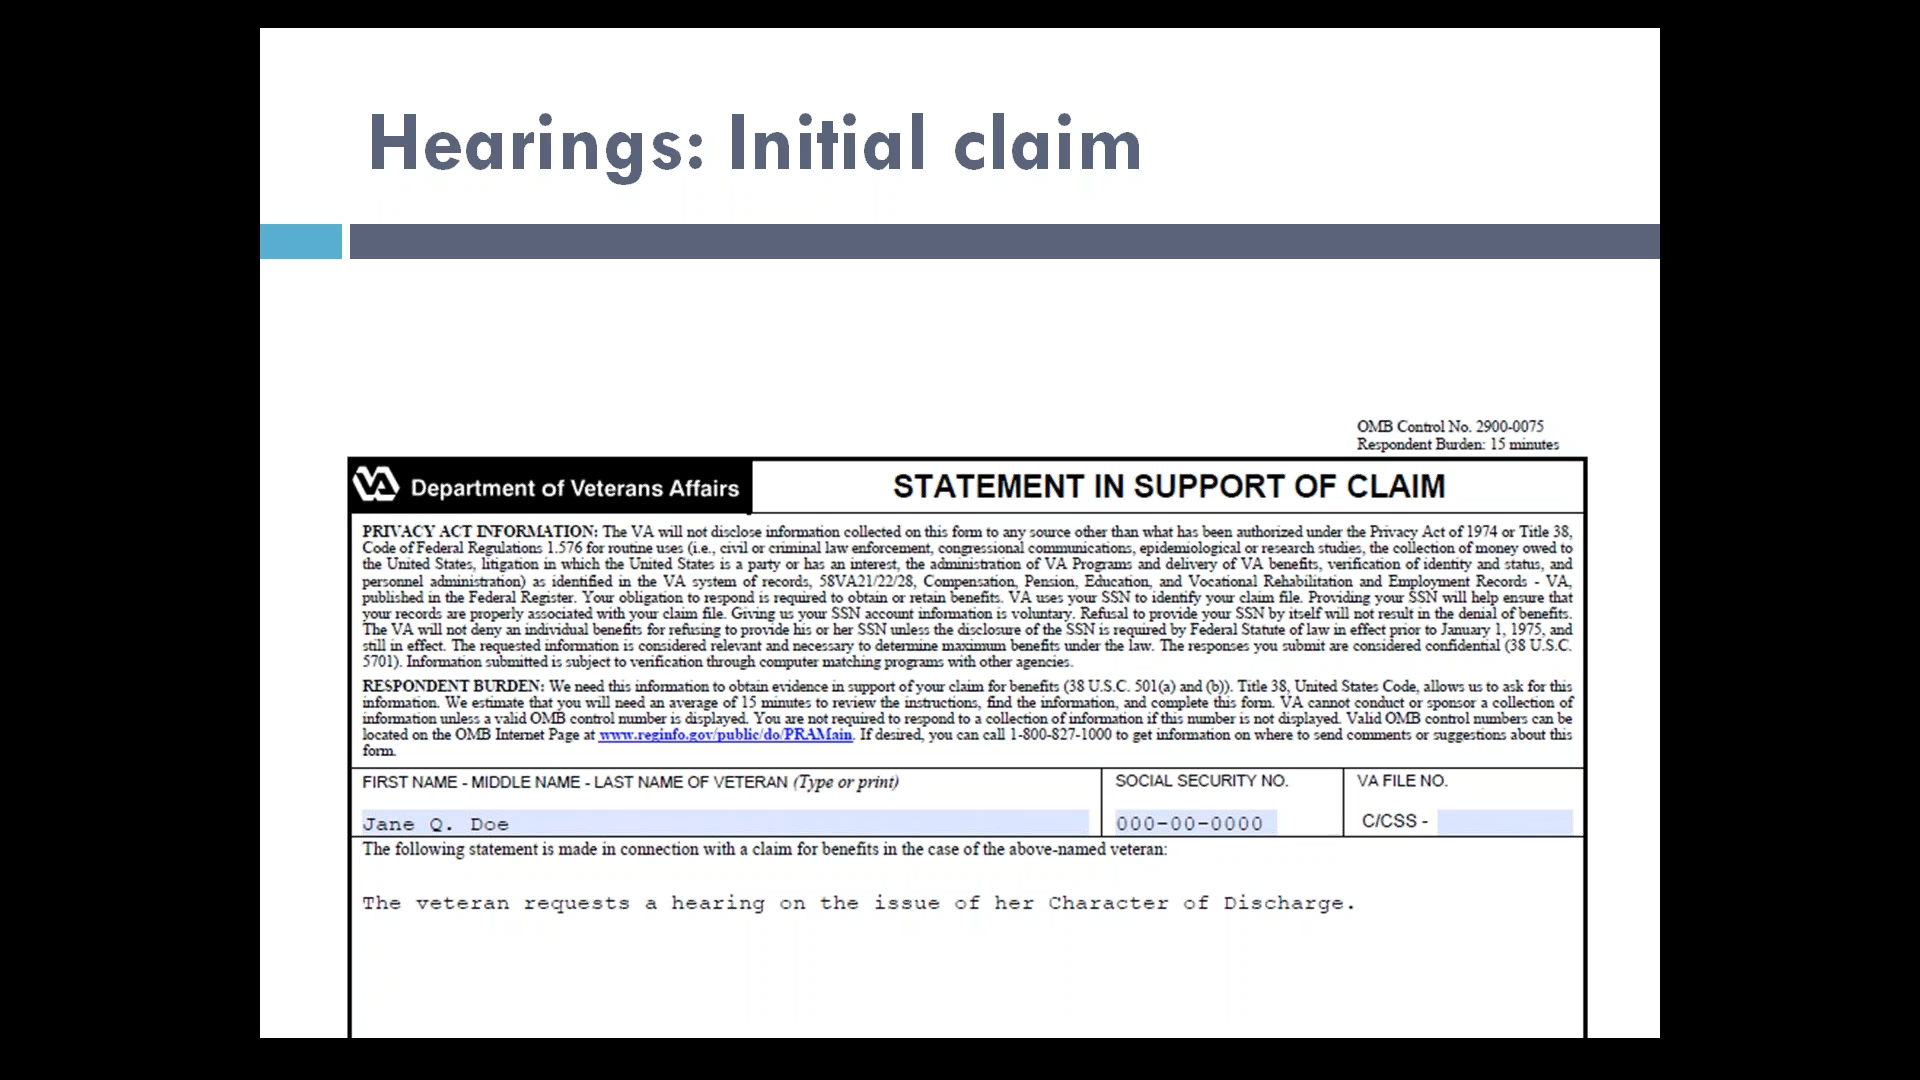 Hearings: Initial claim
OMB Control No. 2900-0075
Respondent Burden: 15 minutes
VA Department of Veterans Affairs
STATEMENT IN SUPPORT OF CLAIM
PRIVACY ACT INFORMATION: The VA will not disclose information collected on this form to any source other than what has been authorized under the Privacy Act of 1974 or Title 38,
Code of Federal Regulations 1.576 for routine uses (i.e., civil or criminal law enforcement, congressional communications, epidemiological or research studies, the collection of money owed to
the United States, litigation in which the United States is a party or has an interest, the administration of VA Programs and delivery of VA benefits, verification of identity and status, and
personnel administration) as identified in the VA system of records, 58VA21/22/28, Compensation, Pension, Education, and Vocational Rehabilitation and Employment Records - VA,
published in the Federal Register. Your obligation to respond is required to obtain or retain benefits. VA uses your SSN to identify your claim file. Providing your SSN will help ensure that
your records are properly associated with your claim file. Giving us your SSN account information is voluntary. Refusal to provide your SSN by itself will not result in the denial of benefits.
The VA will not deny an individual benefits for refusing to provide his or her SSN unless the disclosure of the SSN is required by Federal Statute of law in effect prior to January 1, 1975, and
still in effect. The requested information is considered relevant and necessary to determine maximum benefits under the law. The responses you submit are considered confidential (38 U.S.C.
5701). Information submitted is subject to verification through computer matching programs with other agencies.
RESPONDENT BURDEN: We need this information to obtain evidence in support of your claim for benefits (38 U.S.C. 501(a) and (b)). Title 38, United States Code, allows us to ask for this
information. We estimate that you will need an average of 15 minutes to review the instructions, find the information, and complete this form. VA cannot conduct or sponsor a collection of
information unless a valid OMB control number is displayed. You are not required to respond to a collection of information if this number is not displayed. Valid OMB control numbers can be
located on the OMB Internet Page at www.reginfo.gov/public/do/PRAMain. If desired, you can call 1-800-827-1000 to get information on where to send comments or suggestions about this
form.
FIRST NAME - MIDDLE NAME - LAST NAME OF VETERAN (Type or print)
Jane Q. Doe
SOCIAL SECURITY NO.
000-00-0000
VA FILE NO.
C/CSS -
The following statement is made in connection with a claim for benefits in the case of the above-named veteran:
The veteran requests a hearing on the issue of her Character of Discharge.